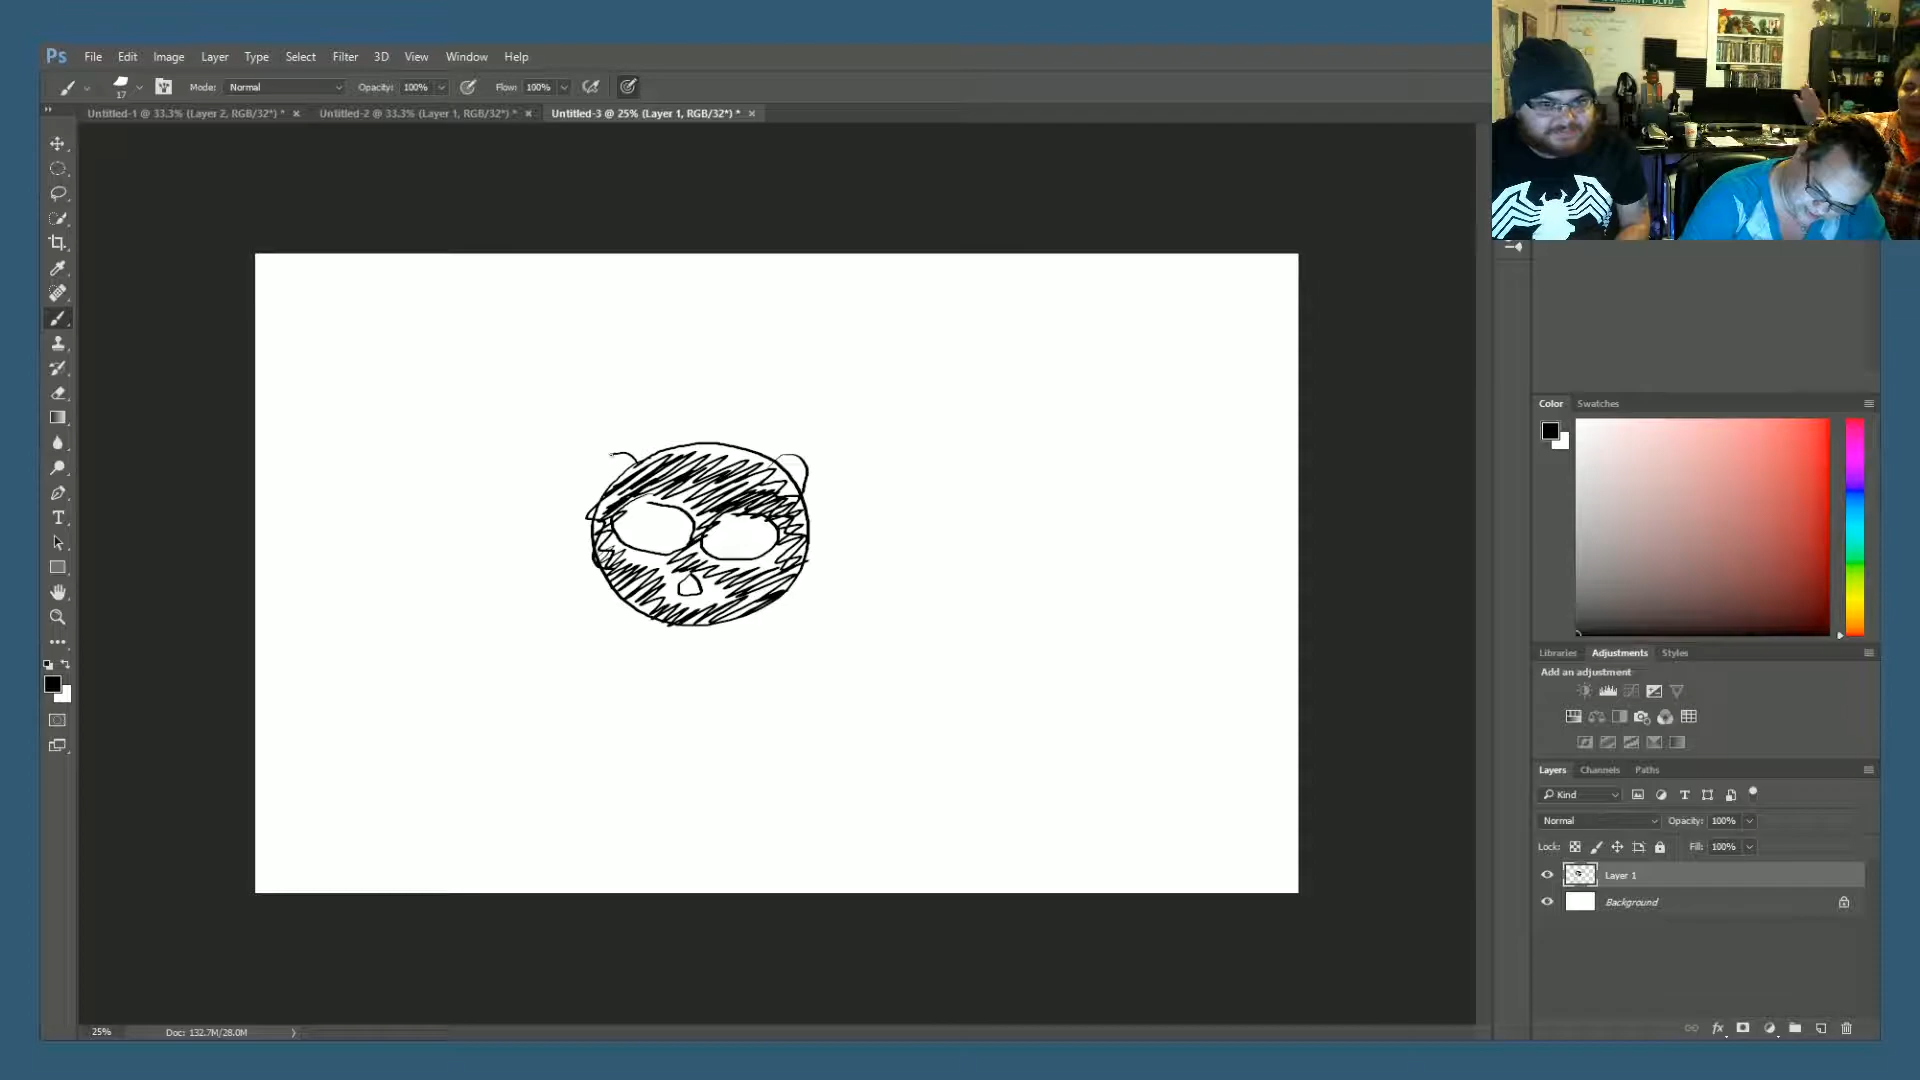 Ps File Edit Image Layer Type Select Filter 3D View Window Help
17 Mode: Normal Opacity: 100% Flow: 100%
Untitled-1 @ 33.3% (Layer 2, RGB/32*) * Untitled-2 @ 33.3% (Layer 1, RGB/32*) * Untitled-3 @ 25% (Layer 1, RGB/32*) *
Color Swatches
Libraries Adjustments Styles
Add an adjustment
Layers Channels Paths
Kind
Normal Opacity: 100%
Lock: Fill: 100%
Layer 1
Background
25% Doc: 132.7M/28.0M